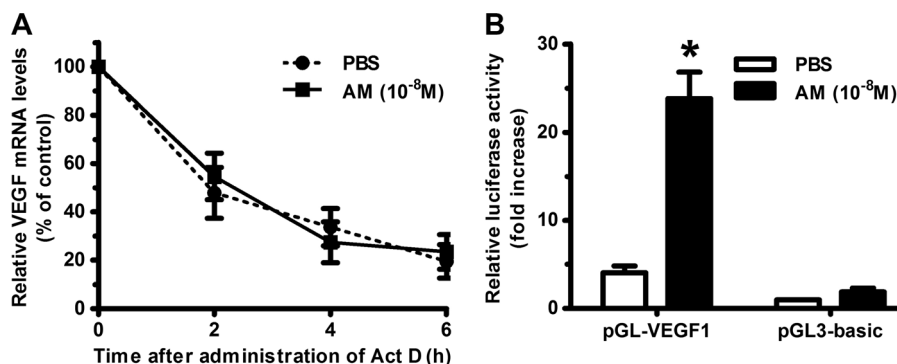 A
Relative VEGF mRNA levels
(% of control)
100
80
60
40
20
0
PBS
AM (10⁻⁸M)
0 2 4 6
Time after administration of Act D (h)
B
Relative luciferase activity
(fold increase)
30
20
10
0
*
PBS
AM (10⁻⁸M)
pGL-VEGF1 pGL3-basic